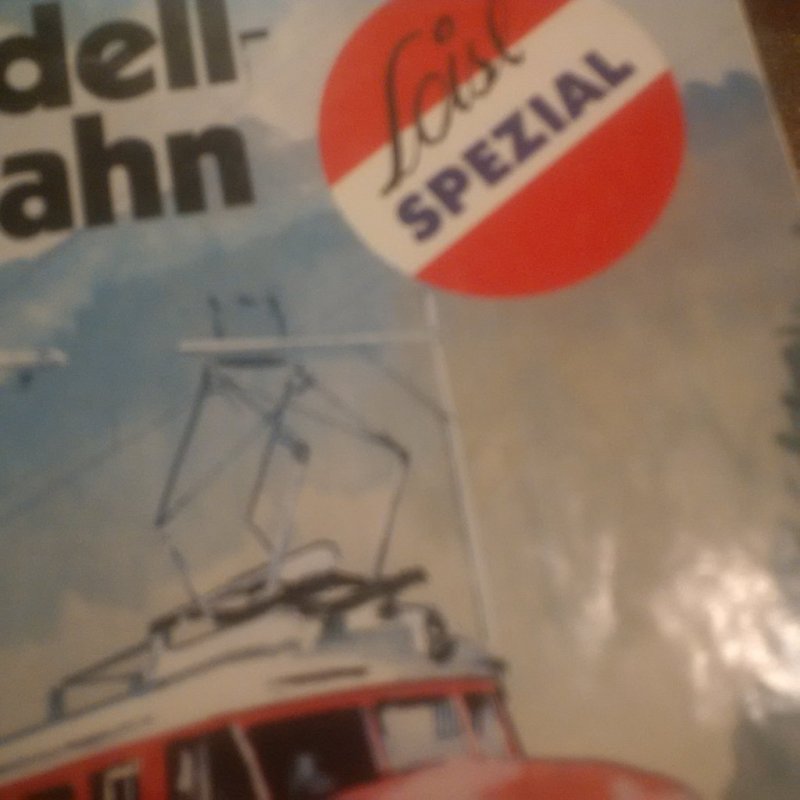 dell-
ahn
Leisl
SPEZIAL